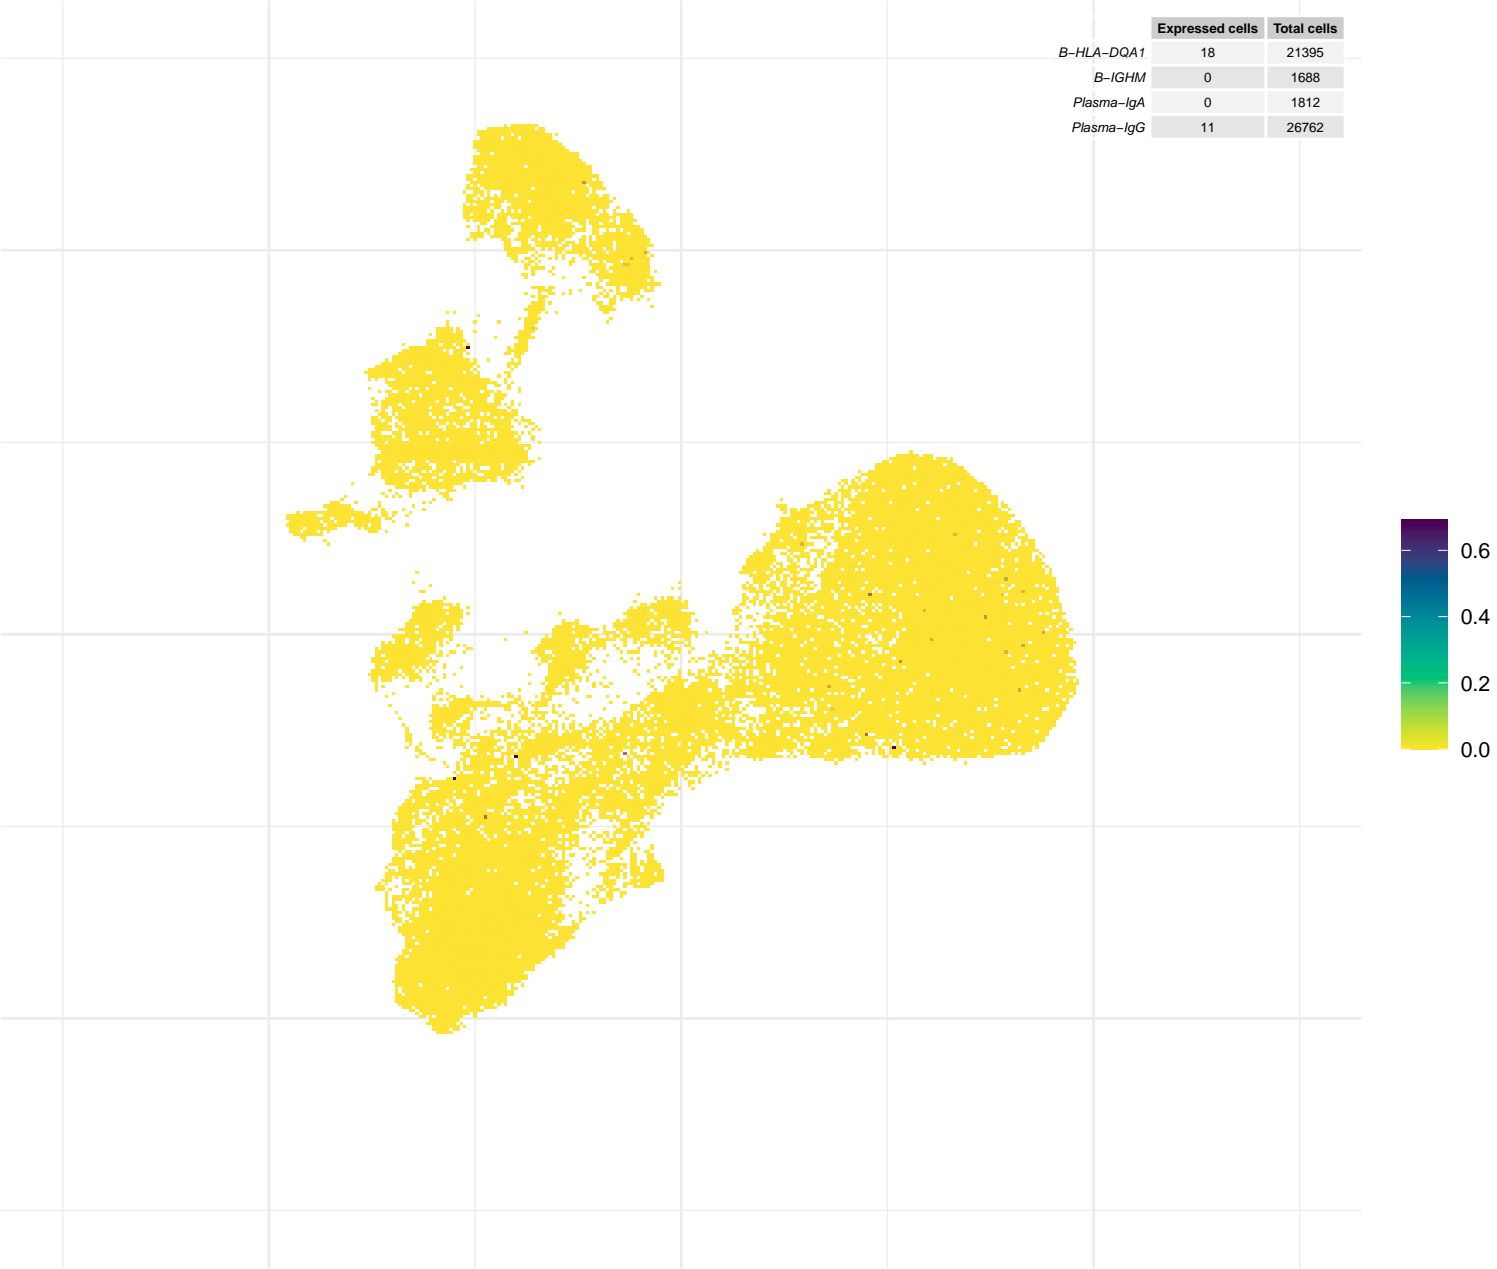 Expressed cells Total cells
B−HLA−DQA1 18 21395
B−IGHM 0 1688
Plasma−IgA 0 1812
Plasma−IgG 11 26762
0.6
0.4
0.2
0.0